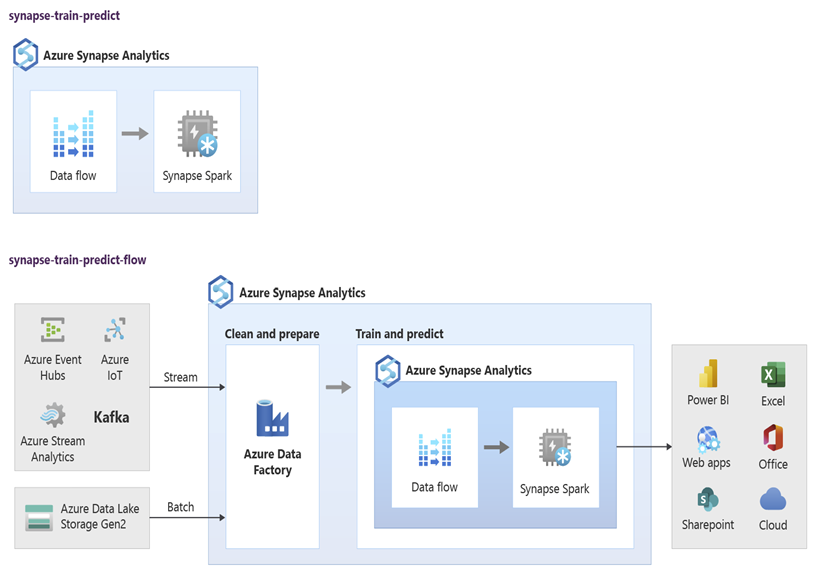 synapse-train-predict
Azure Synapse Analytics
Data flow
Synapse Spark
synapse-train-predict-flow
Azure Synapse Analytics
Clean and prepare
Train and predict
Azure Event
Hubs
Azure
IoT
Azure Stream
Analytics
Kafka
Stream
Azure Data Lake
Storage Gen2
Batch
Azure Data
Factory
Azure Synapse Analytics
Data flow
Synapse Spark
Power BI
Excel
Web apps
Office
Sharepoint
Cloud